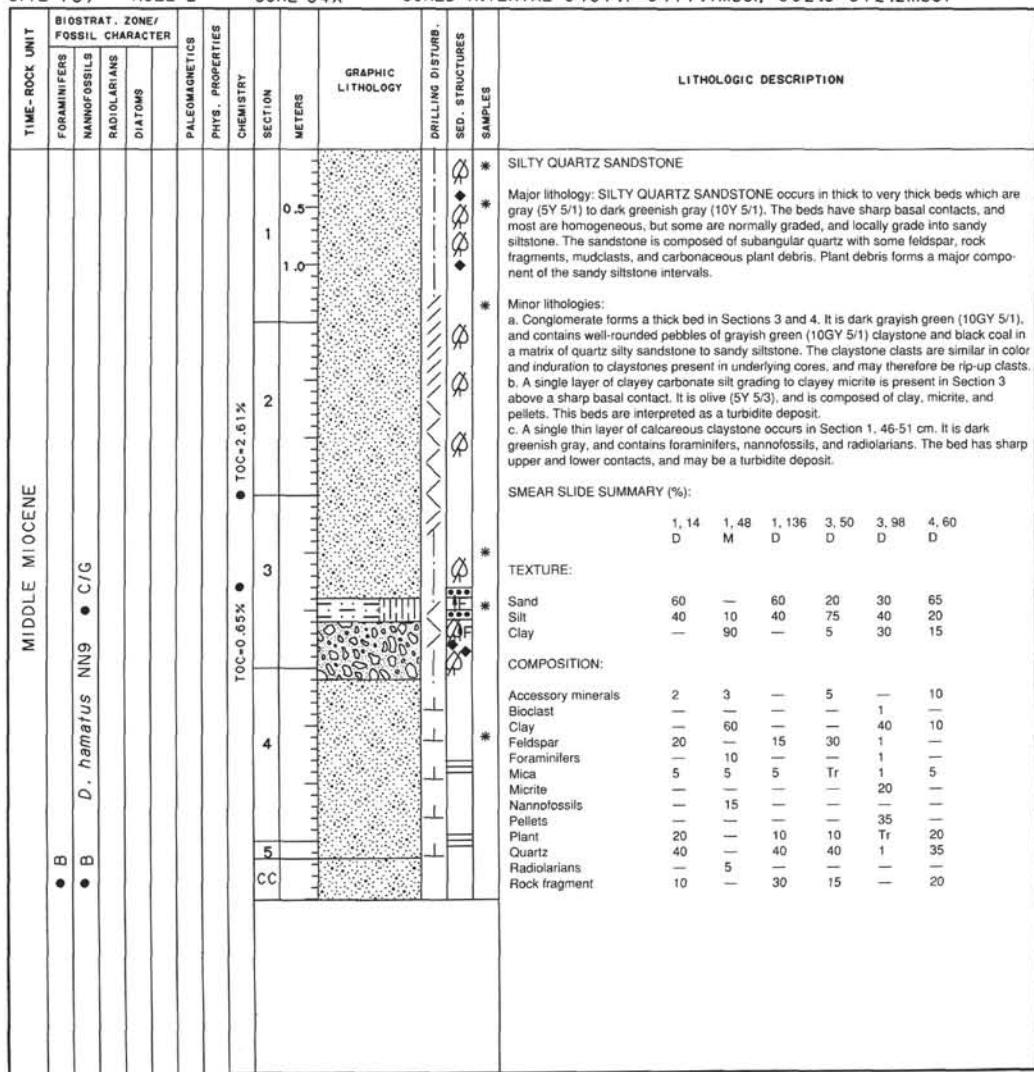 BIOSTRAT. ZONE/
FOSSIL CHARACTER
TIME-ROCK UNIT
FORAMINIFERS
NANNOFOSSILS
RADIOLARIANS
DIATOMS
PALEOMAGNETICS
PHYS. PROPERTIES
CHEMISTRY
SECTION
METERS
GRAPHIC
LITHOLOGY
DRILLING DISTURB.
SED. STRUCTURES
SAMPLES
LITHOLOGIC DESCRIPTION
MIDDLE MIOCENE
● B
● B D. hamatus NN9 ● C/G
TOC=0.65% ●
● TOC=2.61%
1
0.5
1.0
2
3
4
5
CC
F
F
SILTY QUARTZ SANDSTONE
Major lithology: SILTY QUARTZ SANDSTONE occurs in thick to very thick beds which are
gray (5Y 5/1) to dark greenish gray (10Y 5/1). The beds have sharp basal contacts, and
most are homogeneous, but some are normally graded, and locally grade into sandy
siltstone. The sandstone is composed of subangular quartz with some feldspar, rock
fragments, mudclasts, and carbonaceous plant debris. Plant debris forms a major compo-
nent of the sandy siltstone intervals.
Minor lithologies:
a. Conglomerate forms a thick bed in Sections 3 and 4. It is dark grayish green (10GY 5/1),
and contains well-rounded pebbles of grayish green (10GY 5/1) claystone and black coal in
a matrix of quartz silty sandstone to sandy siltstone. The claystone clasts are similar in color
and induration to claystones present in underlying cores, and may therefore be rip-up clasts.
b. A single layer of clayey carbonate silt grading to clayey micrite is present in Section 3
above a sharp basal contact. It is olive (5Y 5/3), and is composed of clay, micrite, and
pellets. This beds are interpreted as a turbidite deposit.
c. A single thin layer of calcareous claystone occurs in Section 1, 46-51 cm. It is dark
greenish gray, and contains foraminifers, nannofossils, and radiolarians. The bed has sharp
upper and lower contacts, and may be a turbidite deposit.
SMEAR SLIDE SUMMARY (%):
1, 14 1, 48 1, 136 3, 50 3, 98 4, 60
D M D D D D
TEXTURE:
Sand 60 — 60 20 30 65
Silt 40 10 40 75 40 20
Clay — 90 — 5 30 15
COMPOSITION:
Accessory minerals 2 3 — 5 — 10
Bioclast — — — — 1 —
Clay — 60 — — 40 10
Feldspar 20 — 15 30 1 —
Foraminifers — 10 — — 1 —
Mica 5 5 5 Tr 1 5
Micrite — — — — 20 —
Nannofossils — 15 — — — —
Pellets — — — — 35 —
Plant 20 — 10 10 Tr 20
Quartz 40 — 40 40 1 35
Radiolarians — 5 — — — —
Rock fragment 10 — 30 15 — 20